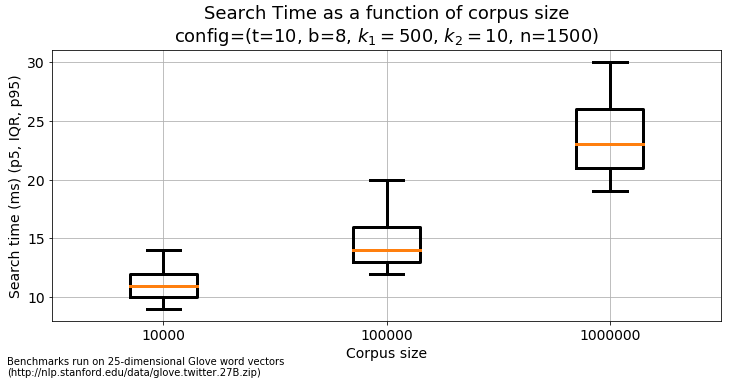 Search Time as a function of corpus size
config=(t=10, b=8, k₁ = 500, k₂ = 10, n=1500)
Search time (ms) (p5, IQR, p95)
30
25
20
15
10
10000
100000
1000000
Corpus size
Benchmarks run on 25-dimensional Glove word vectors
(http://nlp.stanford.edu/data/glove.twitter.27B.zip)